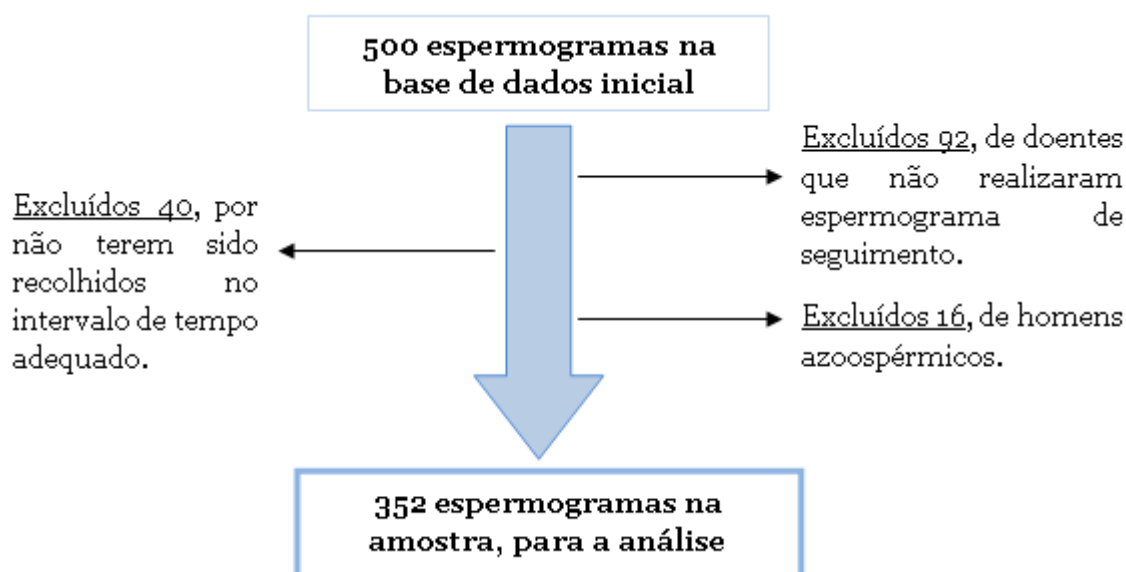 500 espermogramas na
base de dados inicial
Excluídos 92, de doentes
que não realizaram
espermograma de
seguimento.
Excluídos 40, por
não terem sido
recolhidos no
intervalo de tempo
adequado.
Excluídos 16, de homens
azoospérmicos.
352 espermogramas na
amostra, para a análise